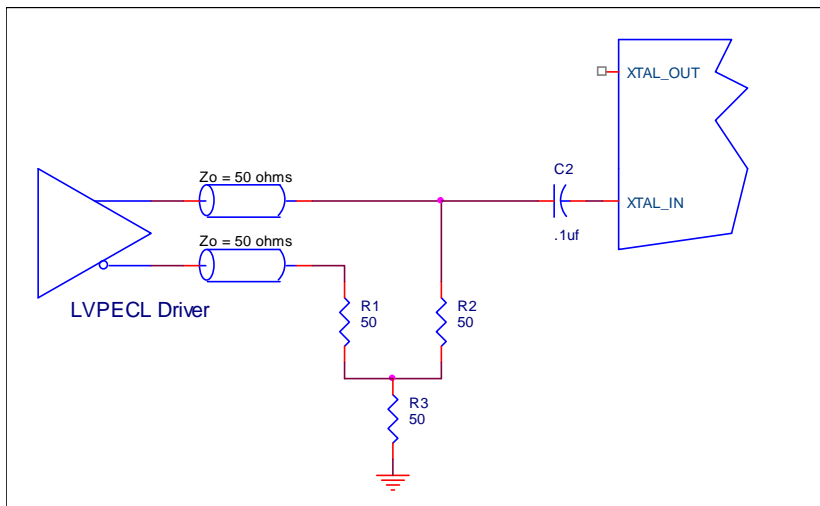 XTAL_OUT
C2
Zo = 50 ohms
XTAL_IN
.1uf
Zo = 50 ohms
LVPECL Driver
R1
50
R2
50
R3
50